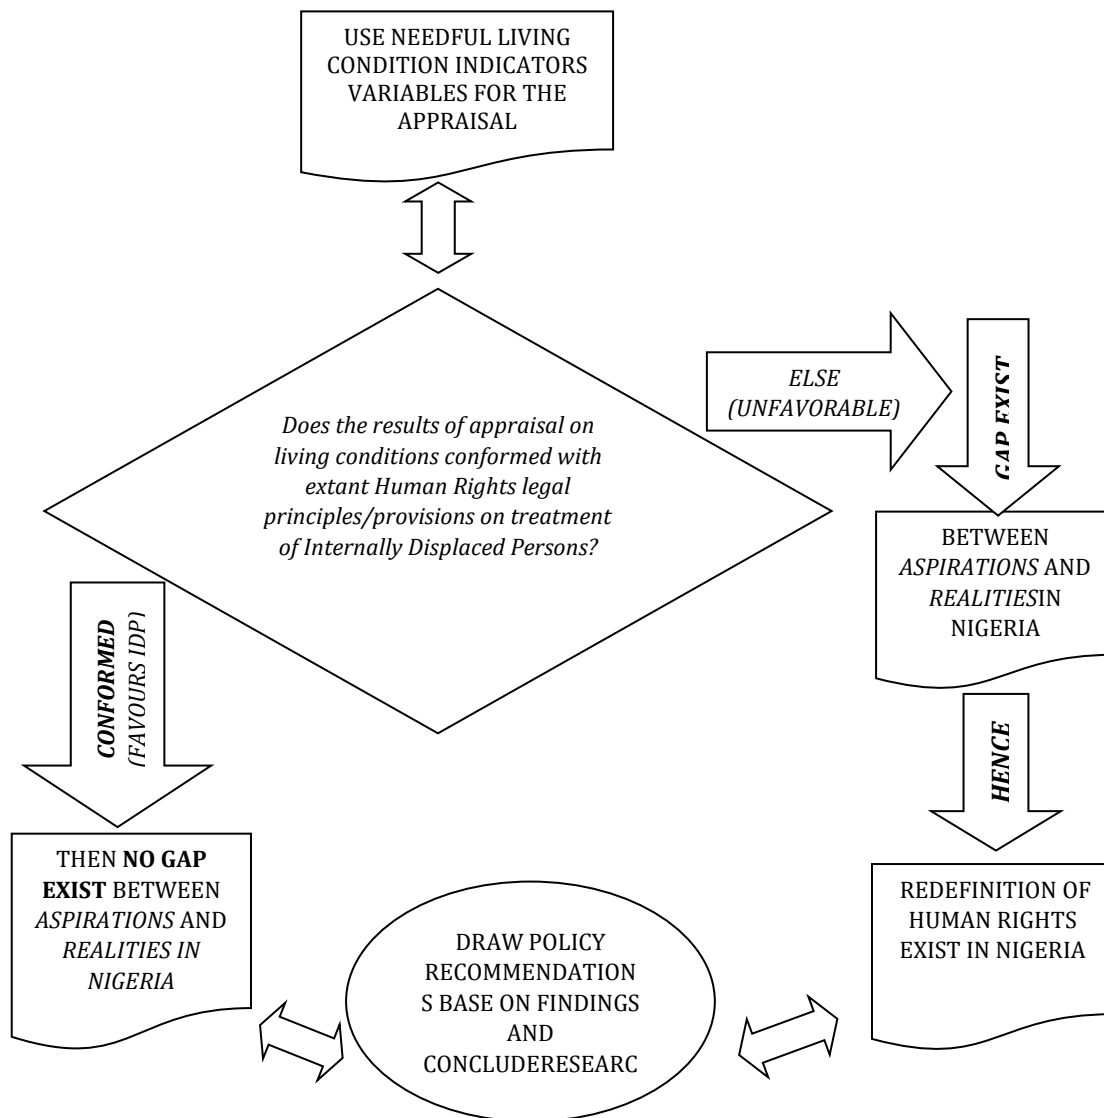 USE NEEDFUL LIVING
CONDITION INDICATORS
VARIABLES FOR THE
APPRAISAL
Does the results of appraisal on
living conditions conformed with
extant Human Rights legal
principles/provisions on treatment
of Internally Displaced Persons?
ELSE
(UNFAVORABLE)
GAP EXIST
BETWEEN
ASPIRATIONS AND
REALITIESIN
NIGERIA
CONFORMED
(FAVOURS IDP)
HENCE
THEN NO GAP
EXIST BETWEEN
ASPIRATIONS AND
REALITIES IN
NIGERIA
REDEFINITION OF
HUMAN RIGHTS
EXIST IN NIGERIA
DRAW POLICY
RECOMMENDATION
S BASE ON FINDINGS
AND
CONCLUDERESEARC